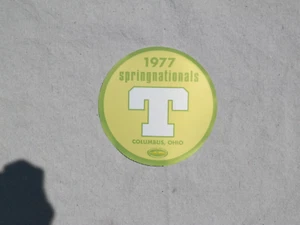 1977
springnationals
T
COLUMBUS, OHIO